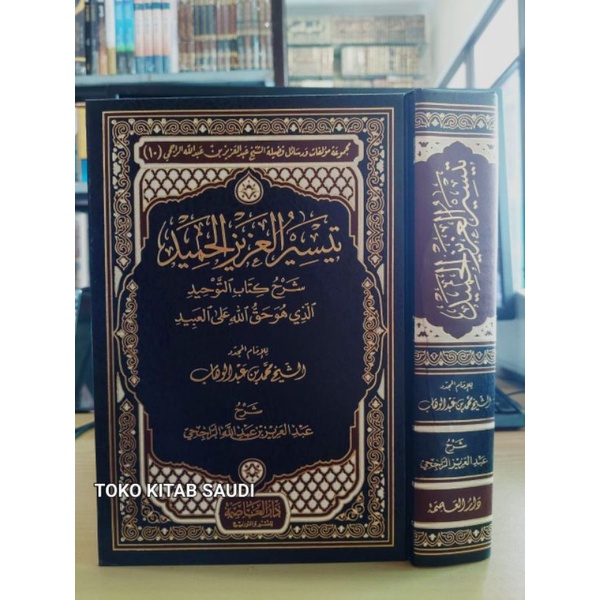 مجموعة مؤلفات ورسائل فضيلة الشيخ عبد العزيز بن عبد الله الراجحي (١٠)
تيسير العزيز الحميد
شرح كتاب التوحيد
الذي هو حق الله على العبيد
للإمام المجدد
الشيخ محمد بن عبد الوهاب
شرح
عبد العزيز بن عبد الله الراجحي
دار العاصمة
للنشر والتوزيع
تيسير العزيز الحميد
للإمام المجدد
الشيخ محمد بن عبد الوهاب
شرح
عبد العزيز الراجحي
دار العاصمة
TOKO KITAB SAUDI